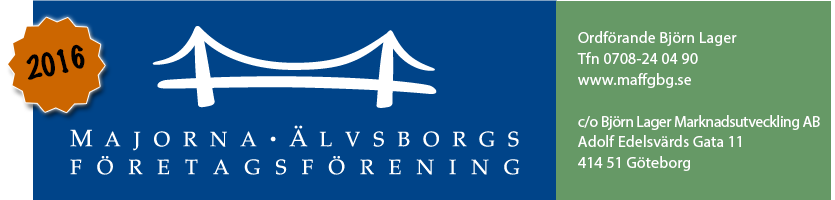 2016
MAJORNA • ÄLVSBORGS
FÖRETAGSFÖRENING
Ordförande Björn Lager
Tfn 0708-24 04 90
www.maffgbg.se
c/o Björn Lager Marknadsutveckling AB
Adolf Edelsvärds Gata 11
414 51 Göteborg